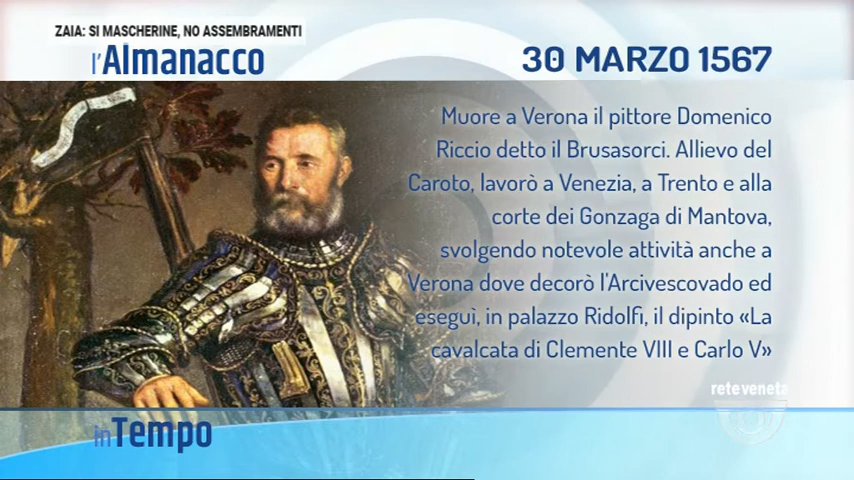 ZAIA: SI MASCHERINE, NO ASSEMBRAMENTI
l'Almanacco
30 MARZO 1567
Muore a Verona il pittore Domenico
Riccio detto il Brusasorci. Allievo del
Caroto, lavorò a Venezia, a Trento e alla
corte dei Gonzaga di Mantova,
svolgendo notevole attività anche a
Verona dove decorò l'Arcivescovado ed
eseguì, in palazzo Ridolfi, il dipinto «La
cavalcata di Clemente VIII e Carlo V»
reteveneta
inTempo